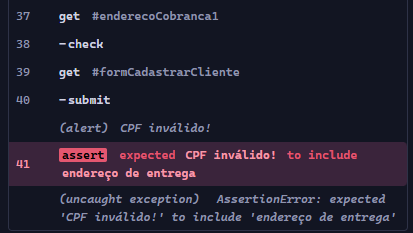 37 get #enderecoCobranca1
38 -check
39 get #formCadastrarCliente
40 -submit
(alert) CPF inválido!
41 assert expected CPF inválido! to include
endereço de entrega
(uncaught exception) AssertionError: expected
'CPF inválido!' to include 'endereço de entrega'